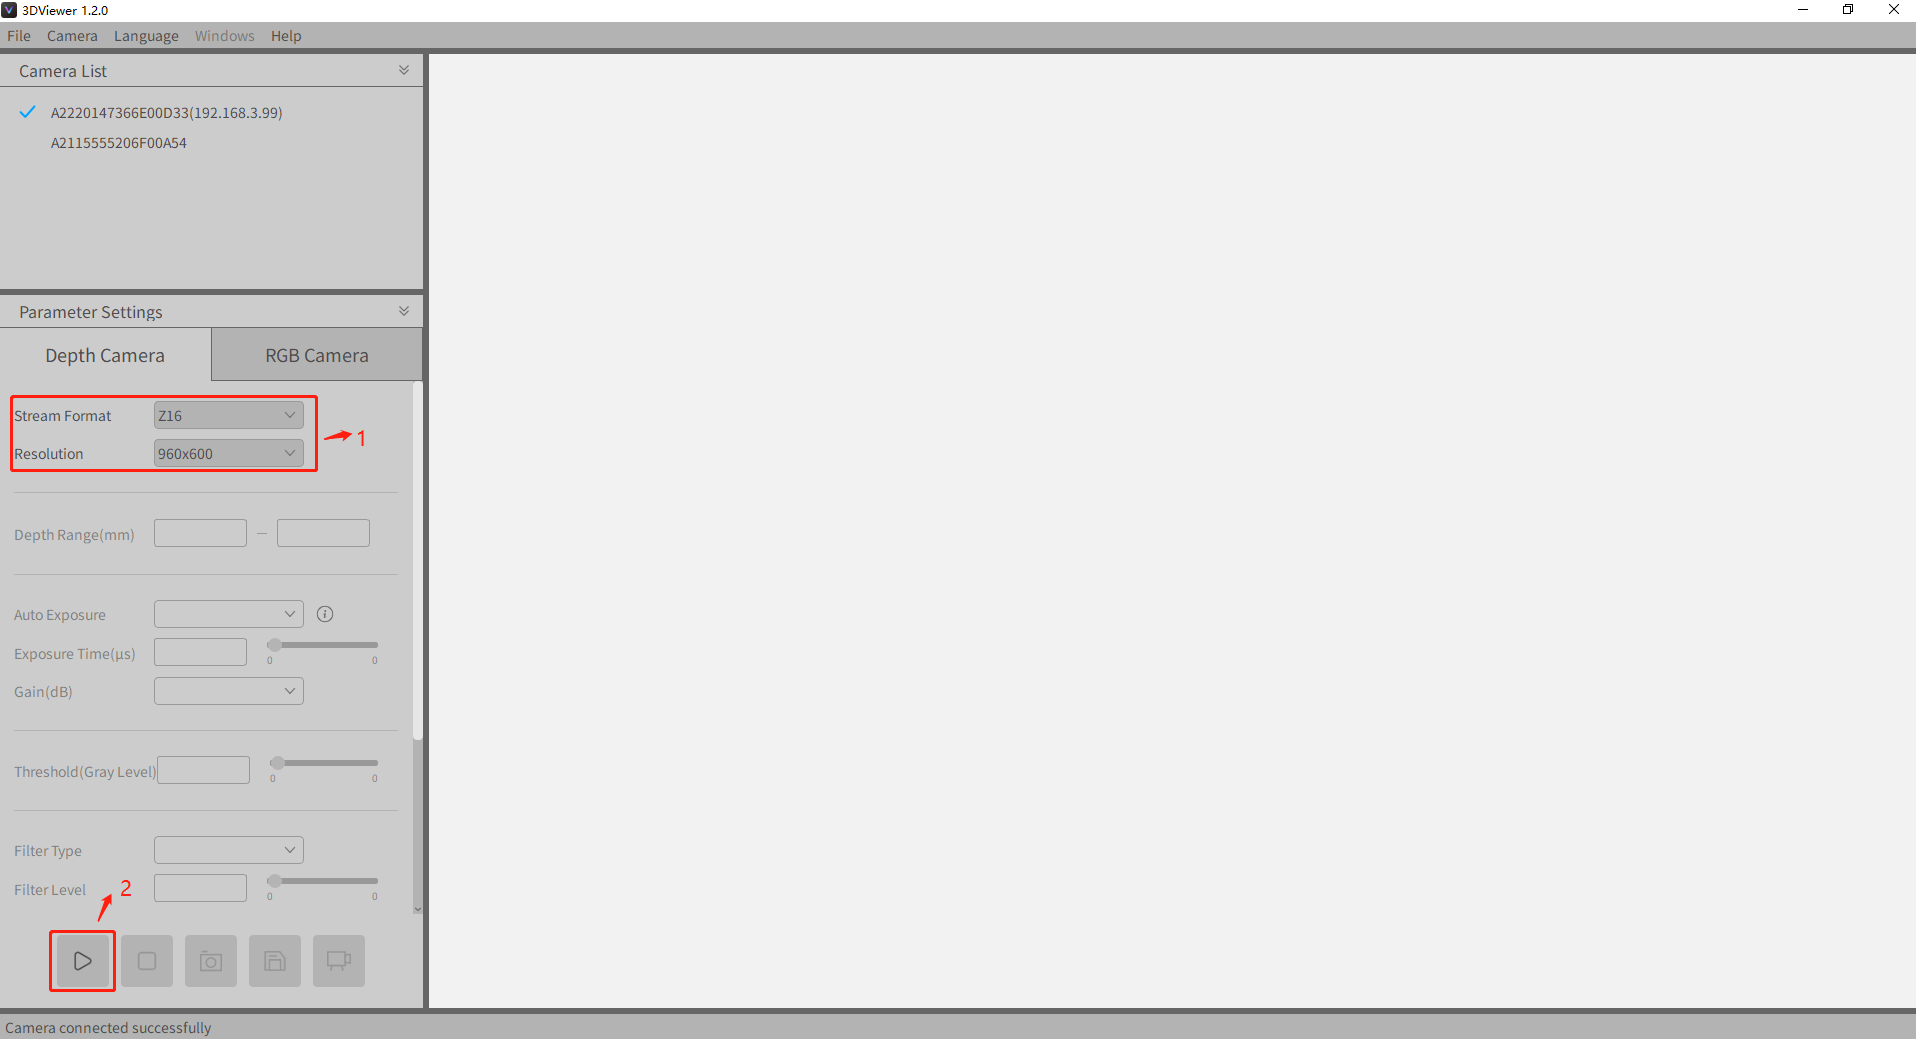 3DViewer 1.2.0
File Camera Language Windows Help
Camera List
A2220147366E00D33(192.168.3.99)
A2115555206F00A54
Parameter Settings
Depth Camera RGB Camera
Stream Format Z16
Resolution 960x600
1
Depth Range(mm) –
Auto Exposure
Exposure Time(μs)
0 0
Gain(dB)
Threshold(Gray Level)
0 0
Filter Type
Filter Level
0 0
2
Camera connected successfully